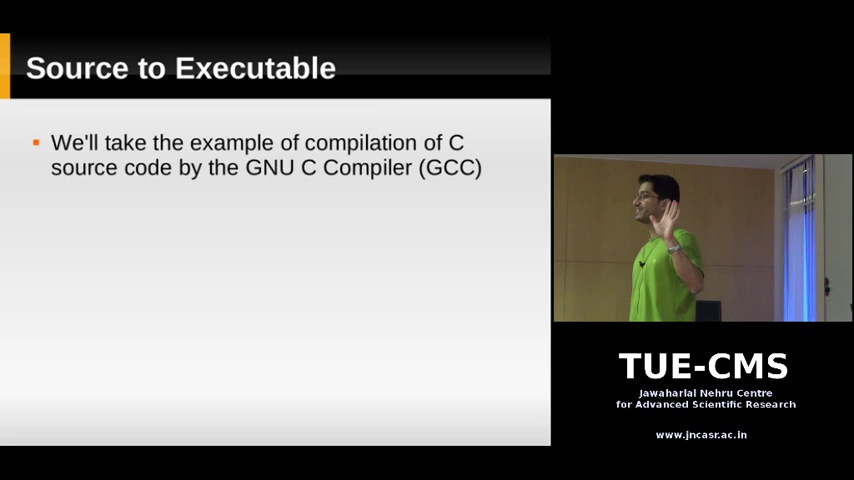 Source to Executable
We'll take the example of compilation of C
source code by the GNU C Compiler (GCC)
TUE-CMS
Jawaharlal Nehru Centre
for Advanced Scientific Research
www.jncasr.ac.in